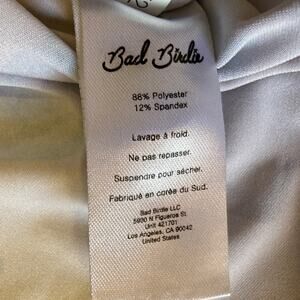 Bad Birdie
88% Polyester
12% Spandex
Lavage à froid.
Ne pas repasser.
Suspendre pour sécher.
Fabriqué en corée du Sud.
Bad Birdie LLC
5930 N Figueroa St
Unit 421701
Los Angeles, CA 90042
United States